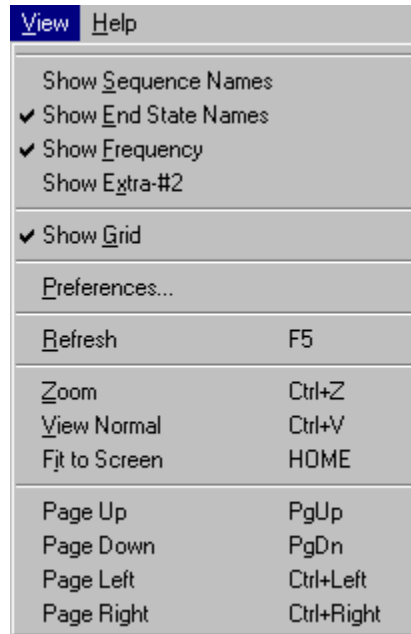 View Help
Show Sequence Names
✓ Show End State Names
✓ Show Frequency
Show Extra-#2
✓ Show Grid
Preferences...
Refresh F5
Zoom Ctrl+Z
View Normal Ctrl+V
Fit to Screen HOME
Page Up PgUp
Page Down PgDn
Page Left Ctrl+Left
Page Right Ctrl+Right